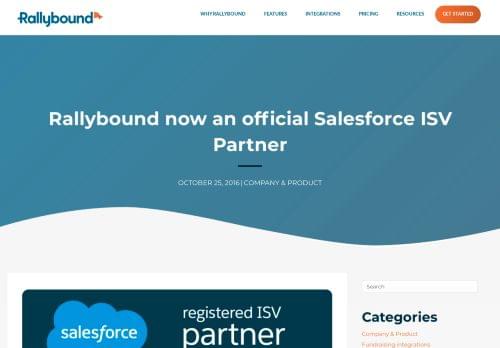 Rallybound
WHY RALLYBOUND
FEATURES
INTEGRATIONS
PRICING
RESOURCES
GET STARTED
Rallybound now an official Salesforce ISV
Partner
OCTOBER 25, 2016 | COMPANY & PRODUCT
salesforce
registered ISV
partner
Search
Categories
Company & Product
Fundraising integrations